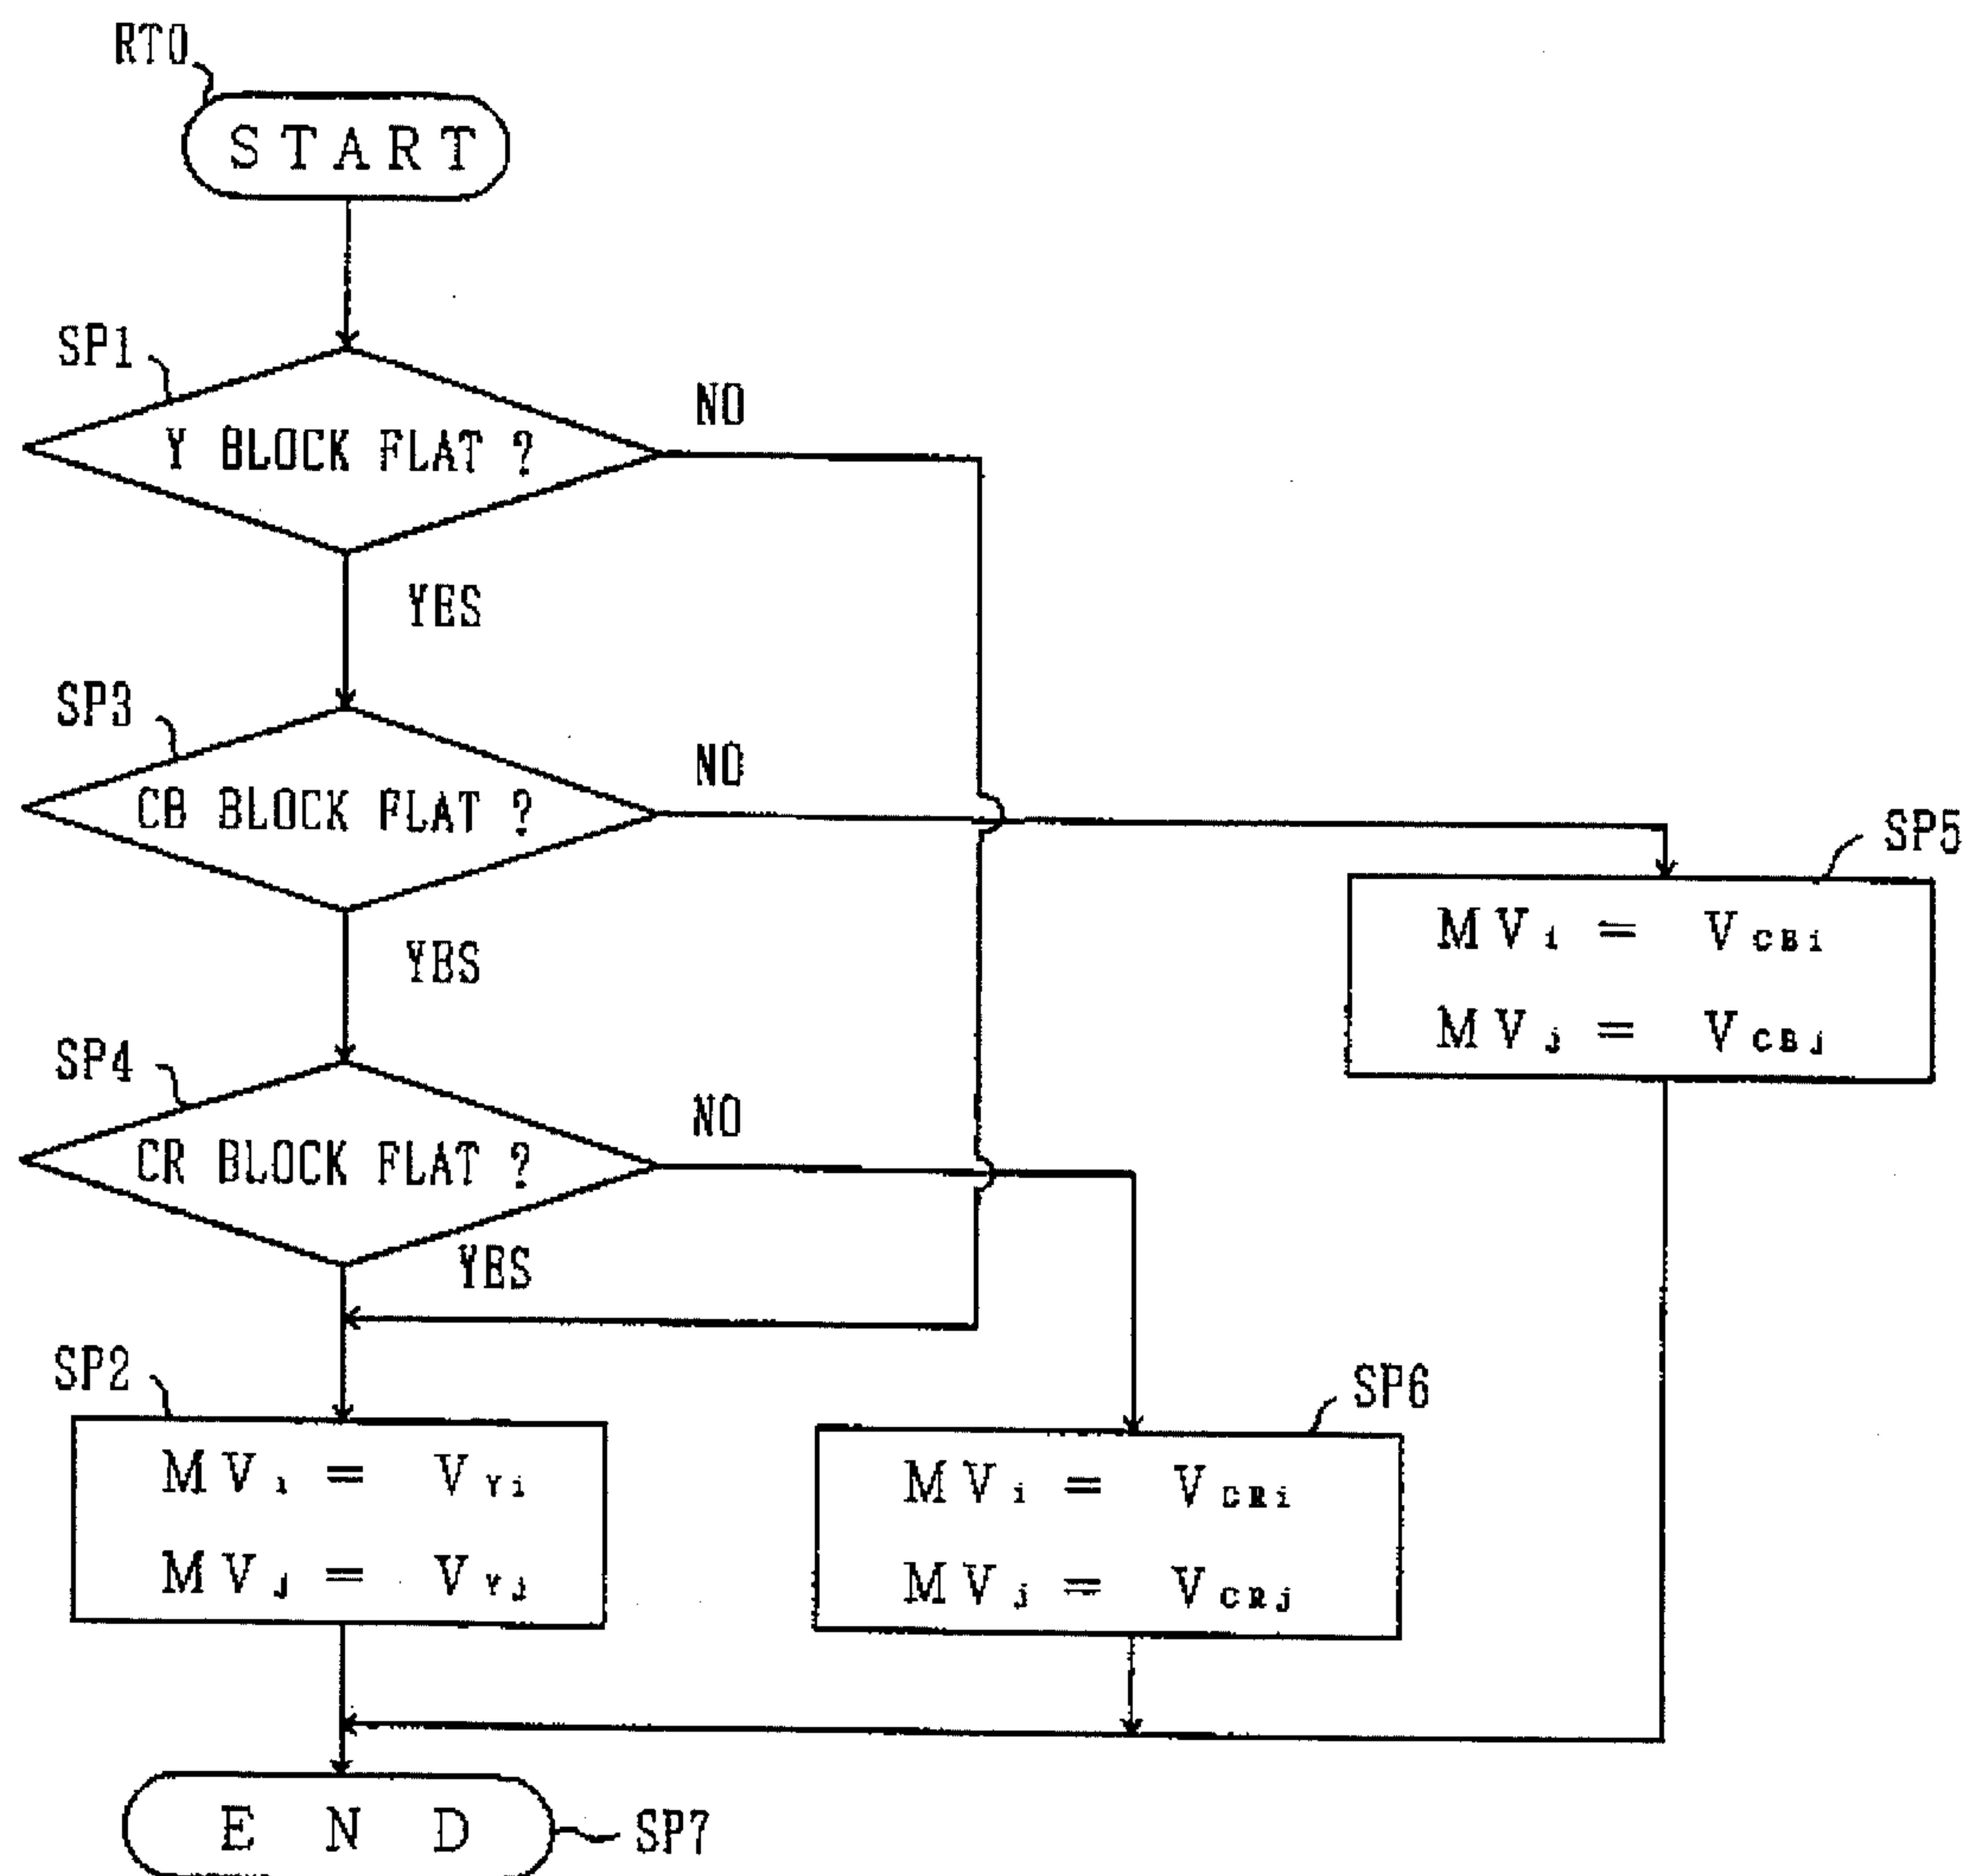 RT0
START
SP1
Y BLOCK FLAT ?
NO
YES
SP3
CB BLOCK FLAT ?
NO
YES
SP5
MVi = VCBi
MVj = VCBj
SP4
CR BLOCK FLAT ?
NO
YES
SP2
MVi = VYi
MVj = VYj
SP6
MVi = VCRi
MVj = VCRj
END
SP7